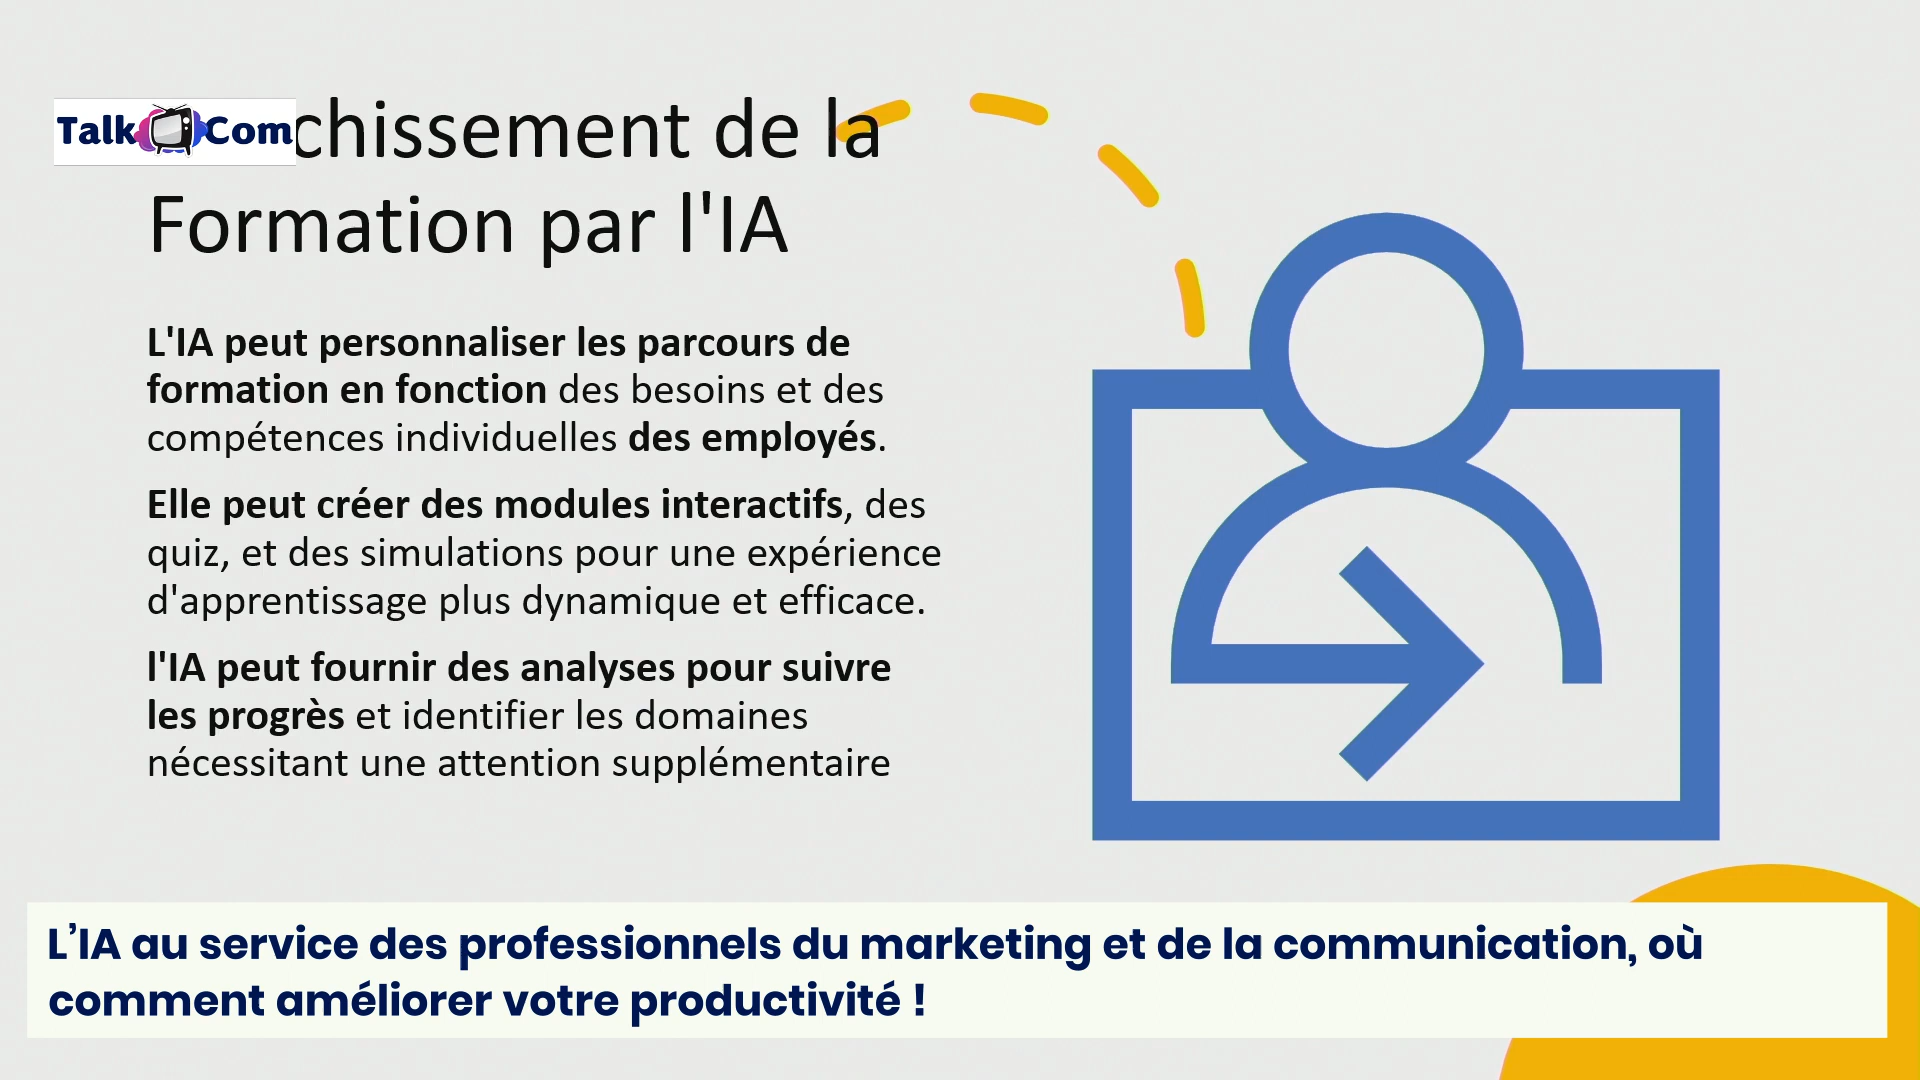 Talk Com
chissement de la
Formation par l'IA
L'IA peut personnaliser les parcours de
formation en fonction des besoins et des
compétences individuelles des employés.
Elle peut créer des modules interactifs, des
quiz, et des simulations pour une expérience
d'apprentissage plus dynamique et efficace.
l'IA peut fournir des analyses pour suivre
les progrès et identifier les domaines
nécessitant une attention supplémentaire
L’IA au service des professionnels du marketing et de la communication, où
comment améliorer votre productivité !